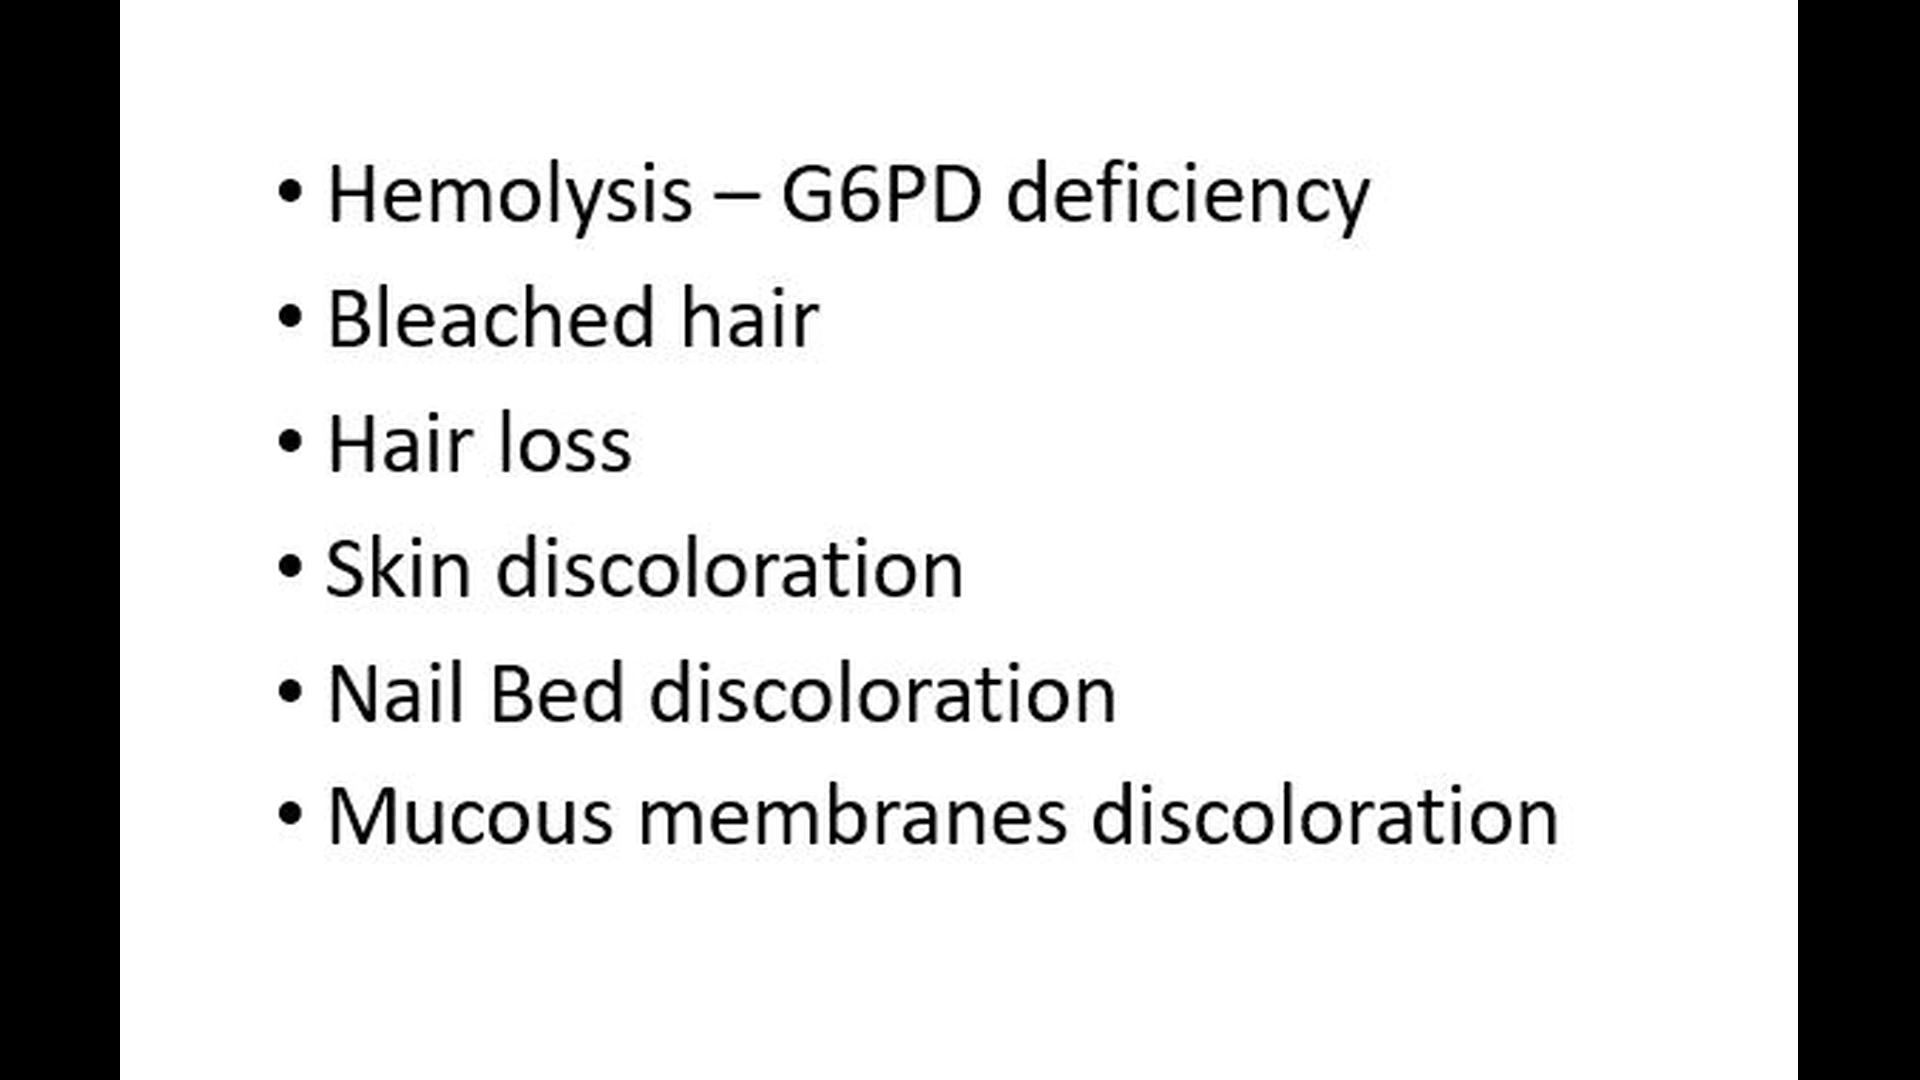 • Hemolysis – G6PD deficiency
• Bleached hair
• Hair loss
• Skin discoloration
• Nail Bed discoloration
• Mucous membranes discoloration